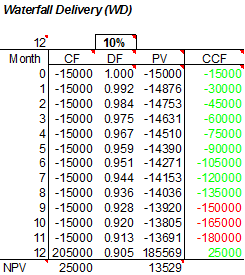 Waterfall Delivery (WD)
12 10%
Month CF DF PV CCF
0 -15000 1.000 -15000 -15000
1 -15000 0.992 -14876 -30000
2 -15000 0.984 -14753 -45000
3 -15000 0.975 -14631 -60000
4 -15000 0.967 -14510 -75000
5 -15000 0.959 -14390 -90000
6 -15000 0.951 -14271 -105000
7 -15000 0.944 -14153 -120000
8 -15000 0.936 -14036 -135000
9 -15000 0.928 -13920 -150000
10 -15000 0.920 -13805 -165000
11 -15000 0.913 -13691 -180000
12 205000 0.905 185569 25000
NPV 25000 13529